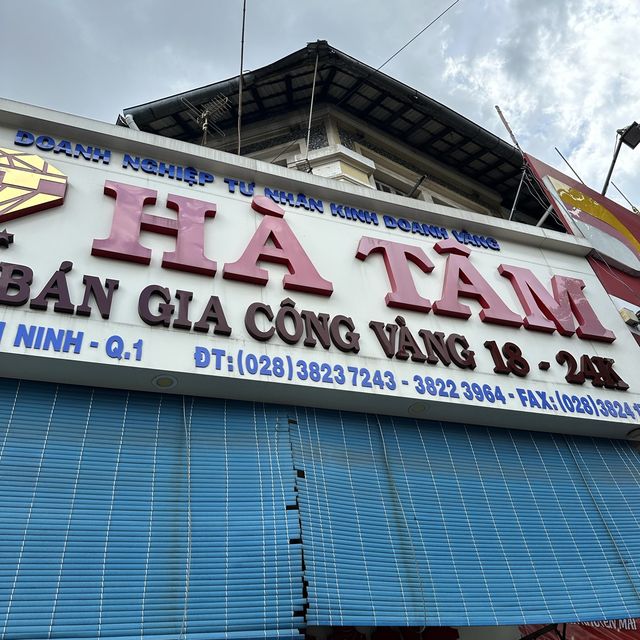 DOANH NGHIỆP TƯ NHÂN KINH DOANH VÀNG
HÀ TÂM
BÁN GIA CÔNG VÀNG 18 - 24K
NINH - Q.1 ĐT: (028) 3823 7243 - 3822 3964 - FAX: (028) 3824
MÃI